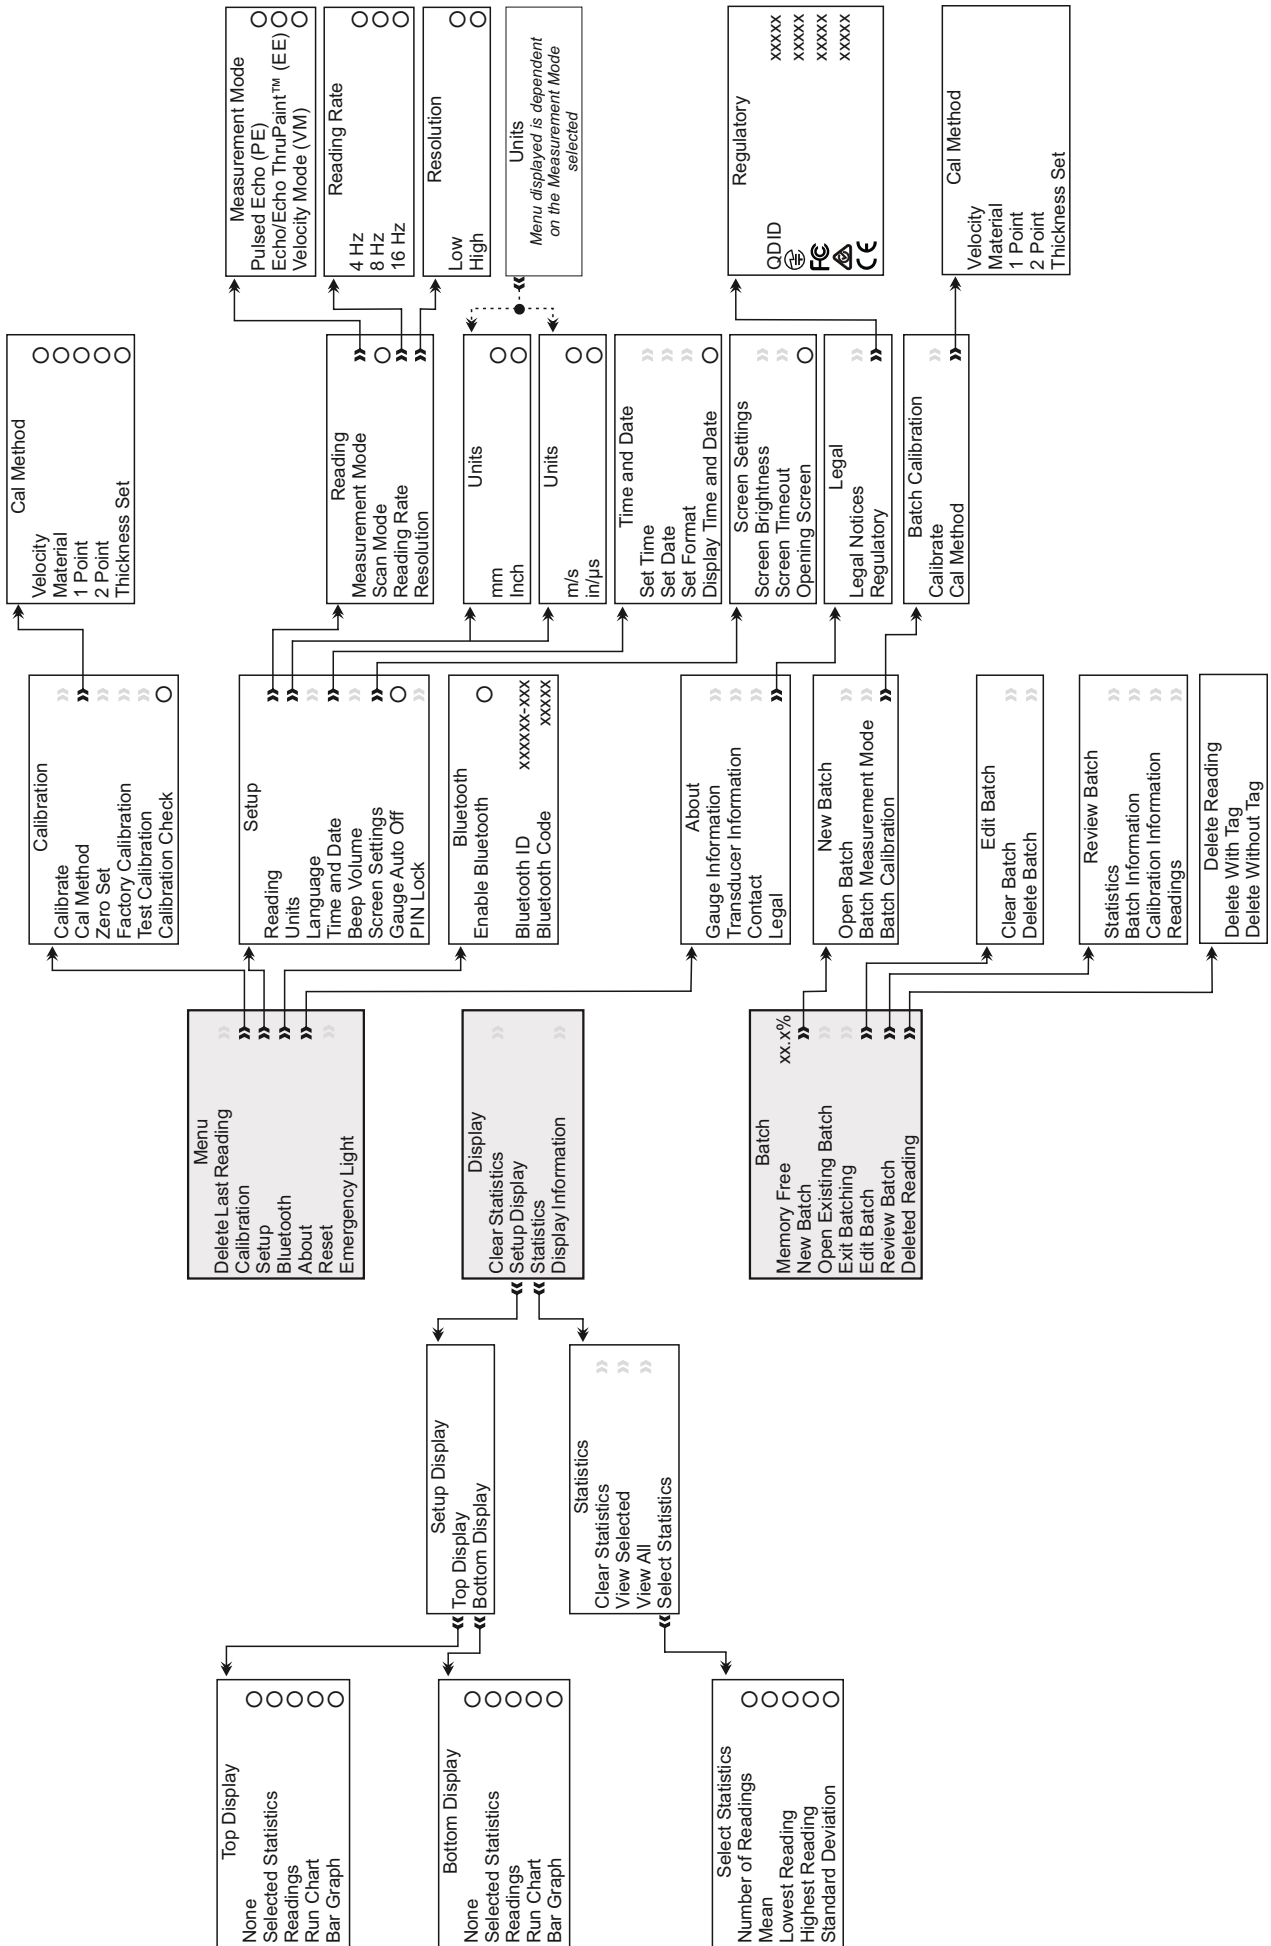 Top Display
None
Selected Statistics
Readings
Run Chart
Bar Graph
Bottom Display
None
Selected Statistics
Readings
Run Chart
Bar Graph
Select Statistics
Number of Readings
Mean
Lowest Reading
Highest Reading
Standard Deviation
Setup Display
Top Display
Bottom Display
Statistics
Clear Statistics
View Selected
View All
Select Statistics
Menu
Delete Last Reading
Calibration
Setup
Bluetooth
About
Reset
Emergency Light
Display
Clear Statistics
Setup Display
Statistics
Display Information
Batch
Memory Free xx.x%
New Batch
Open Existing Batch
Exit Batching
Edit Batch
Review Batch
Deleted Reading
Calibration
Calibrate
Cal Method
Zero Set
Factory Calibration
Test Calibration
Calibration Check
Setup
Reading
Units
Language
Time and Date
Beep Volume
Screen Settings
Gauge Auto Off
PIN Lock
Bluetooth
Enable Bluetooth
Bluetooth ID xxxxxx-xxx
Bluetooth Code xxxxx
About
Gauge Information
Transducer Information
Contact
Legal
New Batch
Open Batch
Batch Measurement Mode
Batch Calibration
Edit Batch
Clear Batch
Delete Batch
Review Batch
Statistics
Batch Information
Calibration Information
Readings
Delete Reading
Delete With Tag
Delete Without Tag
Cal Method
Velocity
Material
1 Point
2 Point
Thickness Set
Reading
Measurement Mode
Scan Mode
Reading Rate
Resolution
Units
mm
Inch
Units
m/s
in/µs
Time and Date
Set Time
Set Date
Set Format
Display Time and Date
Screen Settings
Screen Brightness
Screen Timeout
Opening Screen
Legal
Legal Notices
Regulatory
Batch Calibration
Calibrate
Cal Method
Measurement Mode
Pulsed Echo (PE)
Echo/Echo ThruPaint™ (EE)
Velocity Mode (VM)
Reading Rate
4 Hz
8 Hz
16 Hz
Resolution
Low
High
Units
Menu displayed is dependent
on the Measurement Mode
selected
Regulatory
QDID xxxxx
xxxxx
FC xxxxx
xxxxx
CE
Cal Method
Velocity
Material
1 Point
2 Point
Thickness Set